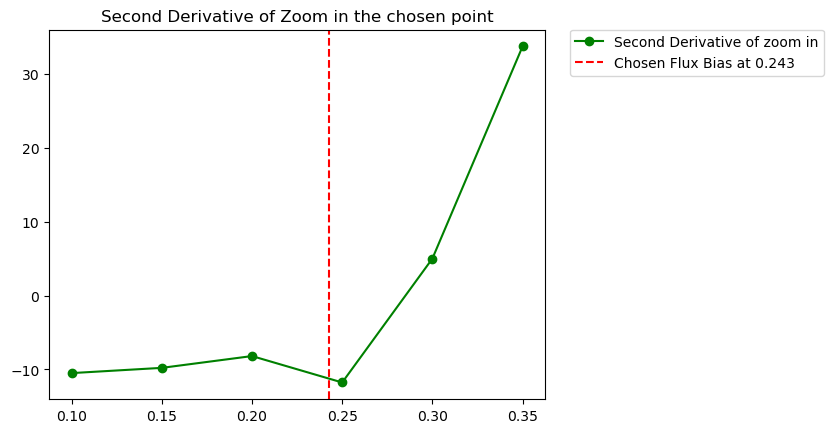 Second Derivative of Zoom in the chosen point
Second Derivative of zoom in
Chosen Flux Bias at 0.243
30
20
10
0
−10
0.10 0.15 0.20 0.25 0.30 0.35